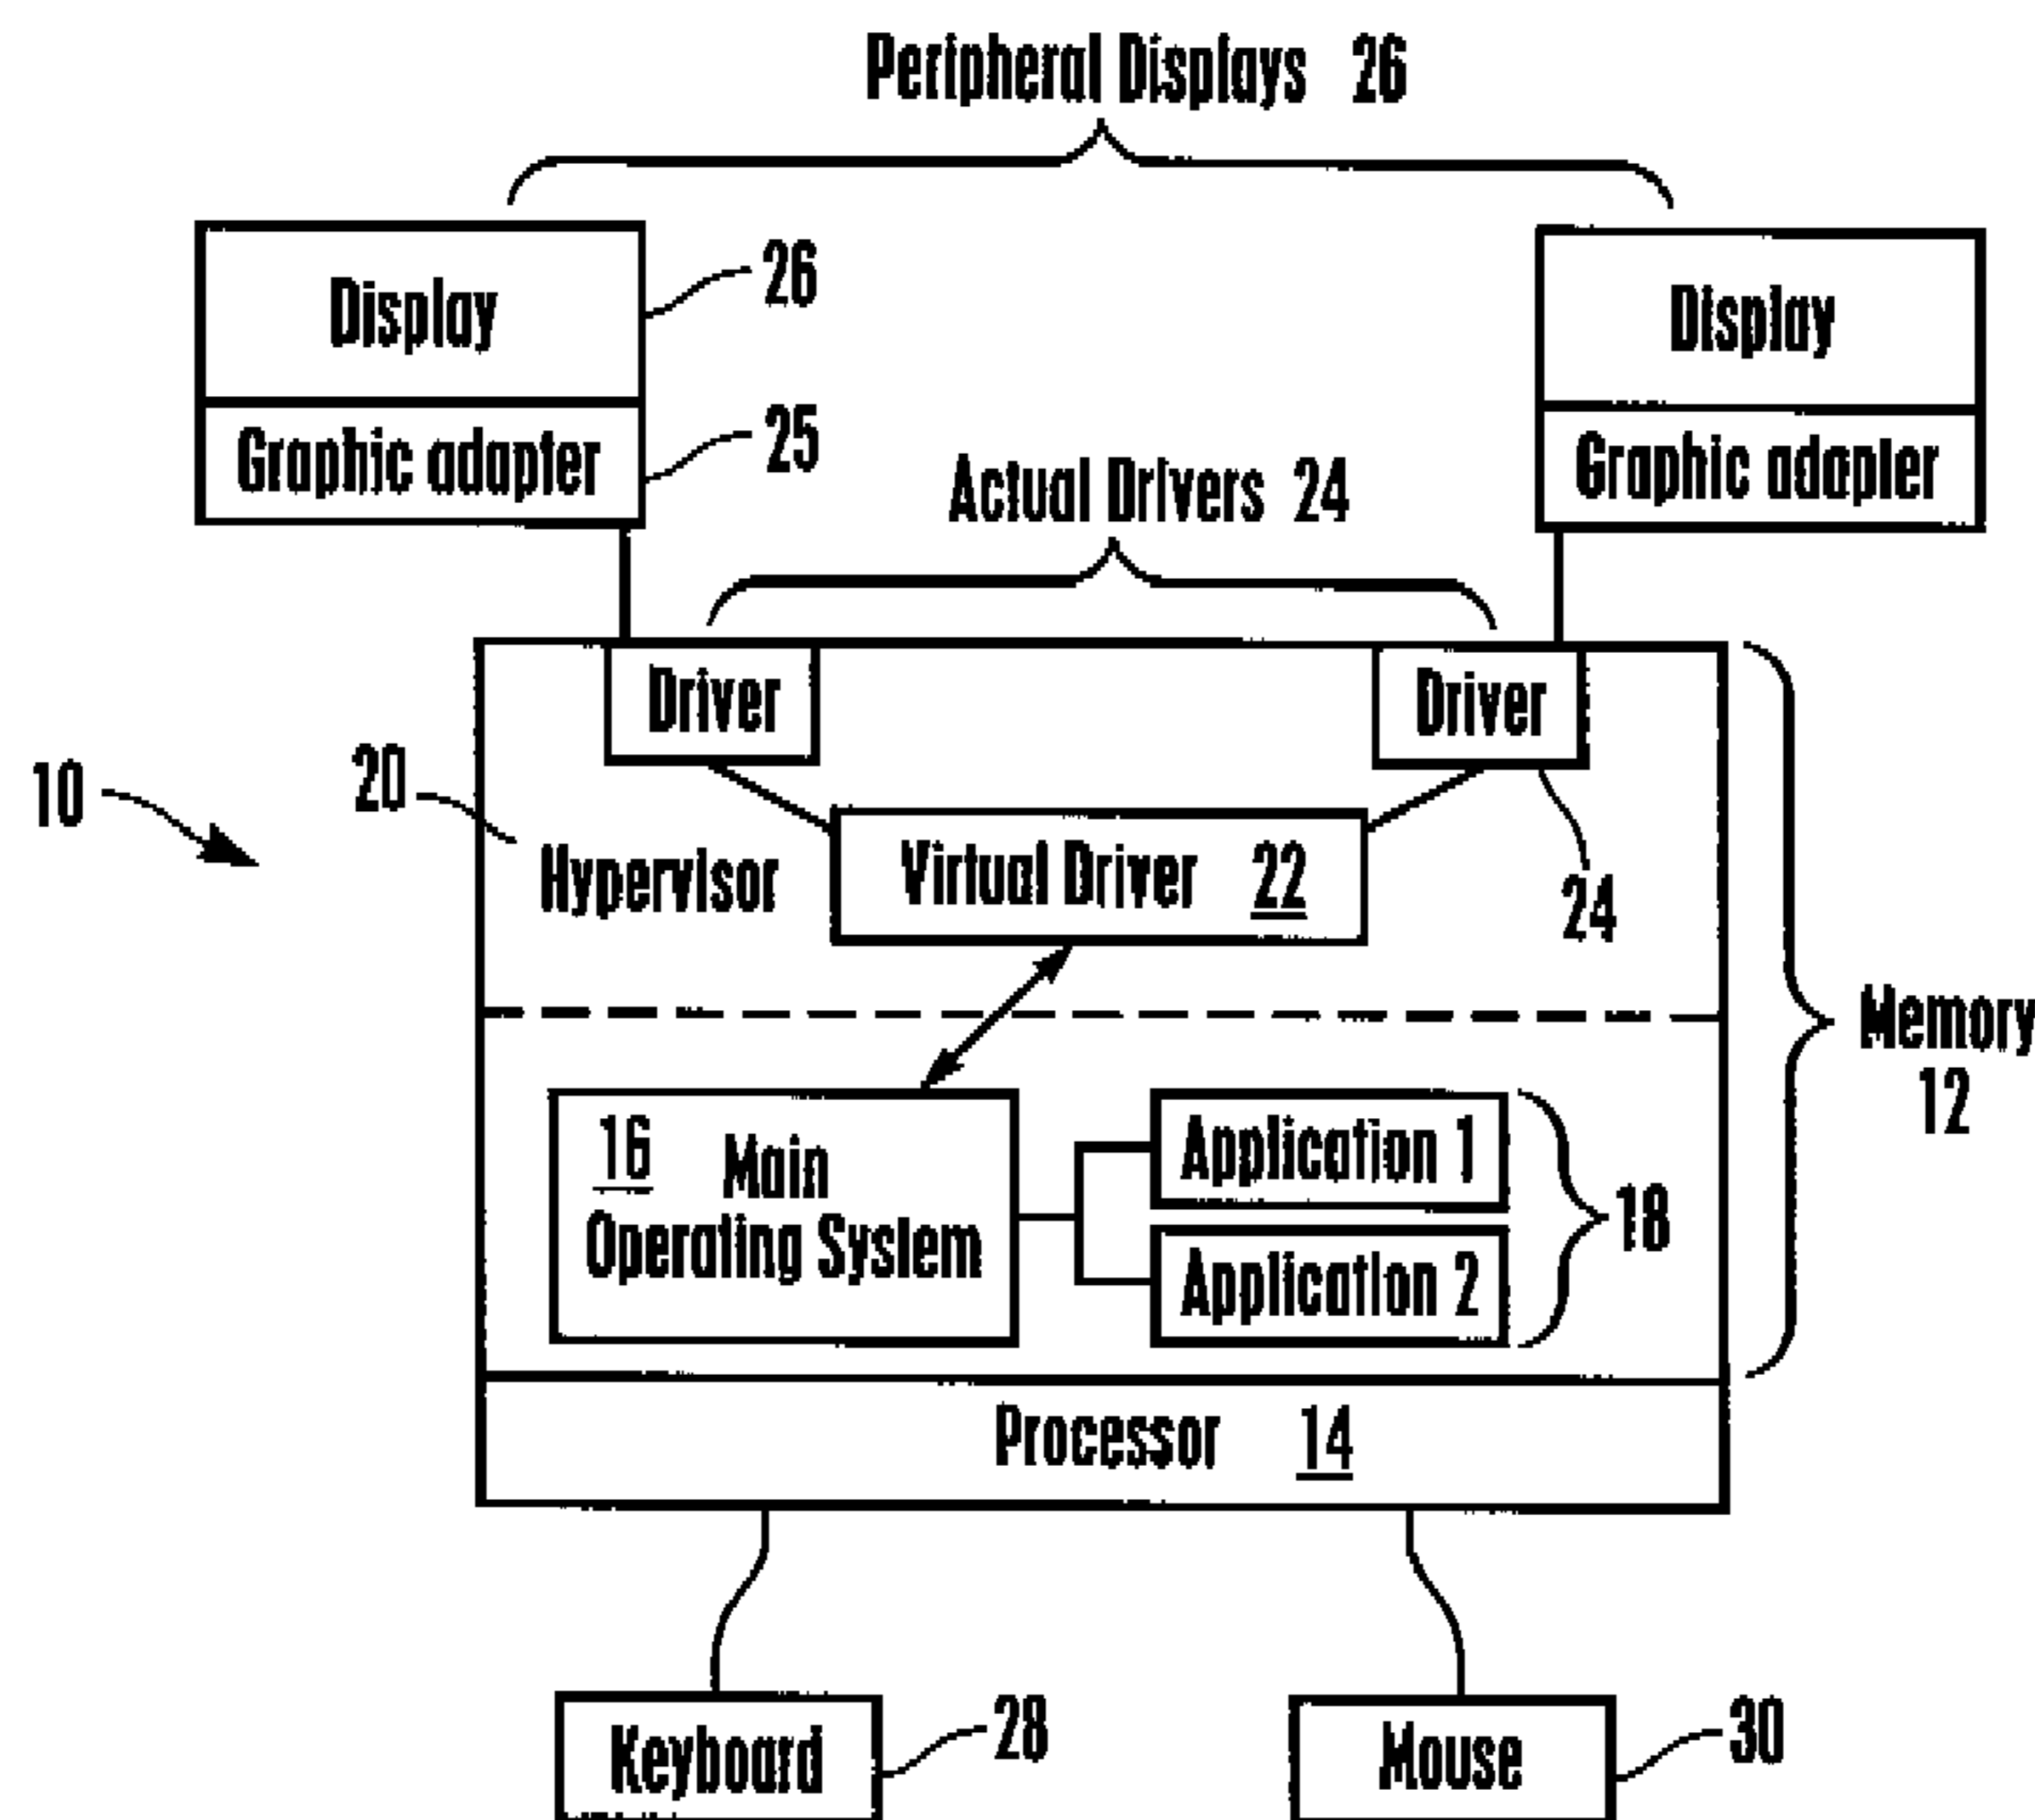 Peripheral Displays 26
Display
26
Display
Graphic adapter
25
Graphic adapter
Actual Drivers 24
Driver
Driver
10
20
Hypervisor
Virtual Driver 22
24
Memory
12
16
Main
Operating System
Application 1
Application 2
18
Processor 14
Keyboard
28
Mouse
30